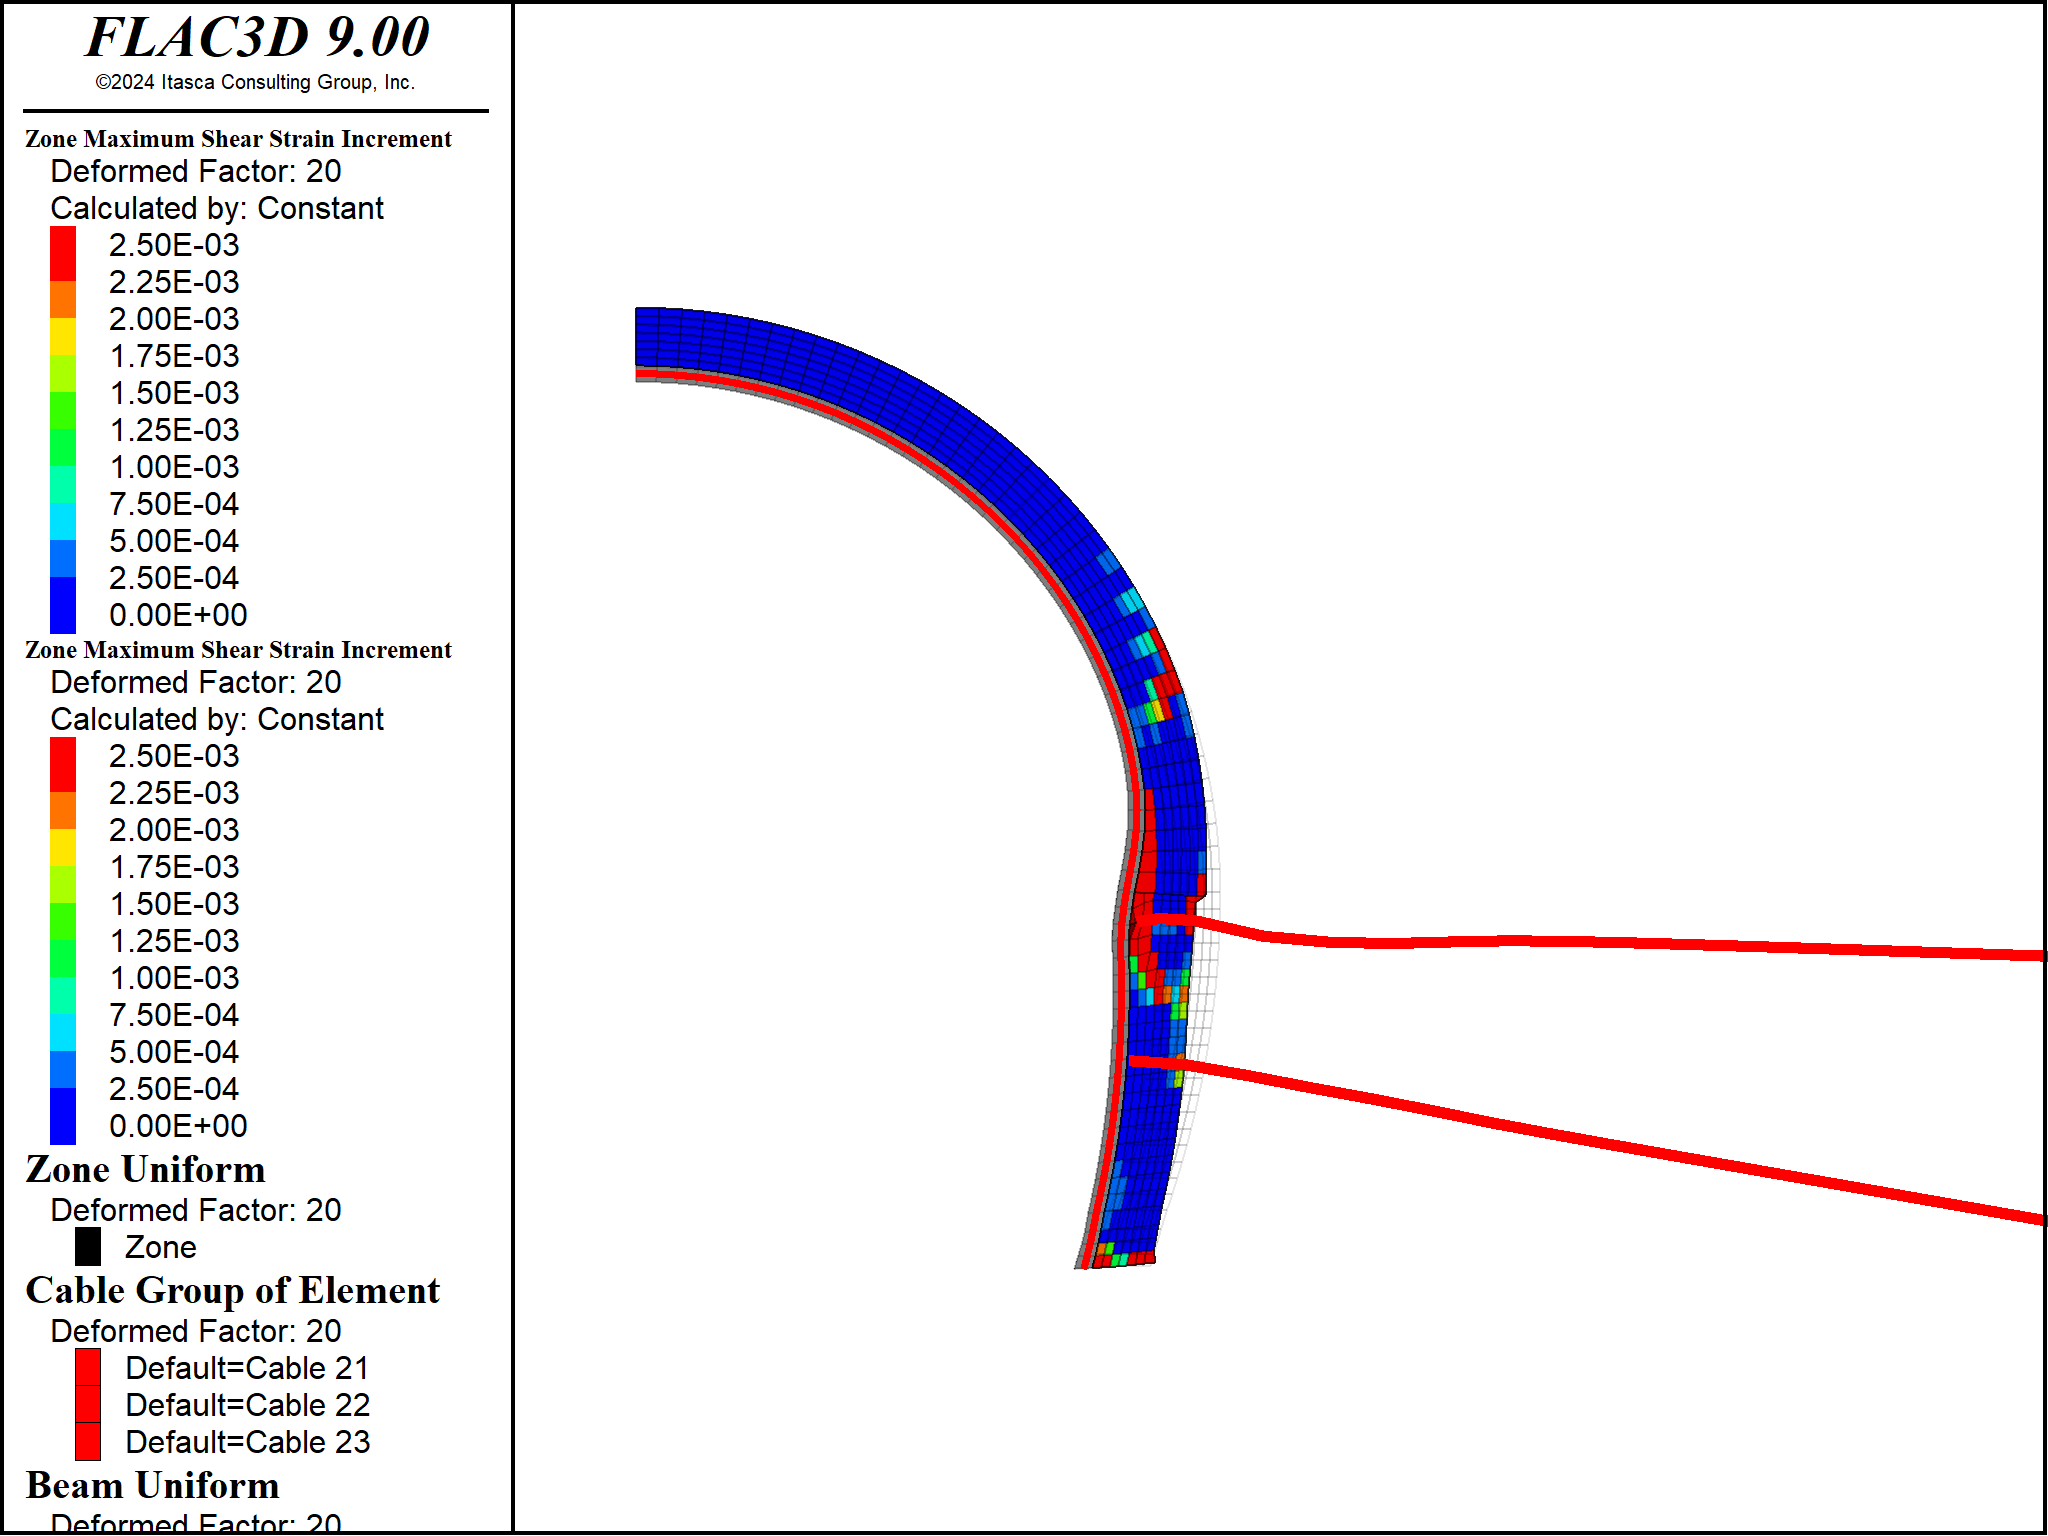 FLAC3D 9.00
©2024 Itasca Consulting Group, Inc.
Zone Maximum Shear Strain Increment
Deformed Factor: 20
Calculated by: Constant
2.50E-03
2.25E-03
2.00E-03
1.75E-03
1.50E-03
1.25E-03
1.00E-03
7.50E-04
5.00E-04
2.50E-04
0.00E+00
Zone Maximum Shear Strain Increment
Deformed Factor: 20
Calculated by: Constant
2.50E-03
2.25E-03
2.00E-03
1.75E-03
1.50E-03
1.25E-03
1.00E-03
7.50E-04
5.00E-04
2.50E-04
0.00E+00
Zone Uniform
Deformed Factor: 20
Zone
Cable Group of Element
Deformed Factor: 20
Default=Cable 21
Default=Cable 22
Default=Cable 23
Beam Uniform
Deformed Factor: 20